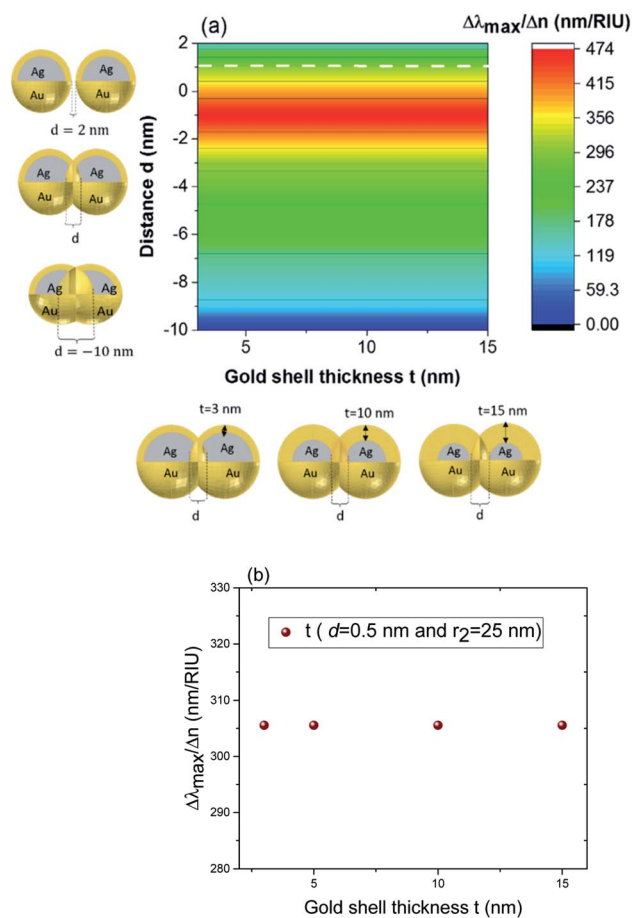 (a)
Δλmax/Δn (nm/RIU)
Ag Ag
Au Au
d = 2 nm
Ag Ag
Au Au
d
Ag Ag
Au Au
d = −10 nm
Distance d (nm)
2
0
-2
-4
-6
-8
-10
5 10 15
Gold shell thickness t (nm)
474
415
356
296
237
178
119
59.3
0.00
t=3 nm t=10 nm t=15 nm
Ag Ag Ag Ag Ag Ag
Au Au Au Au Au Au
d d d
(b)
Δλmax/Δn (nm/RIU)
330
320
310
300
290
280
t ( d=0.5 nm and r2=25 nm)
5 10 15
Gold shell thickness t (nm)